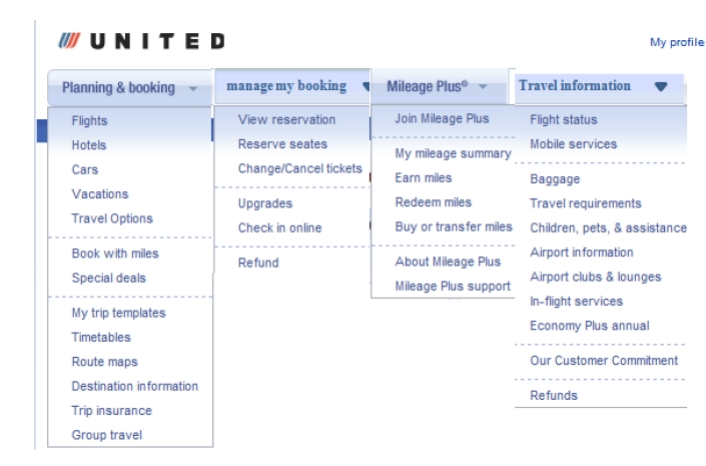 UNITED
My profile
Planning & booking
Flights
Hotels
Cars
Vacations
Travel Options
Book with miles
Special deals
My trip templates
Timetables
Route maps
Destination information
Trip insurance
Group travel
manage my booking
View reservation
Reserve seates
Change/Cancel tickets
Upgrades
Check in online
Refund
Mileage Plus®
Join Mileage Plus
My mileage summary
Earn miles
Redeem miles
Buy or transfer miles
About Mileage Plus
Mileage Plus support
Travel information
Flight status
Mobile services
Baggage
Travel requirements
Children, pets, & assistance
Airport information
Airport clubs & lounges
In-flight services
Economy Plus annual
Our Customer Commitment
Refunds